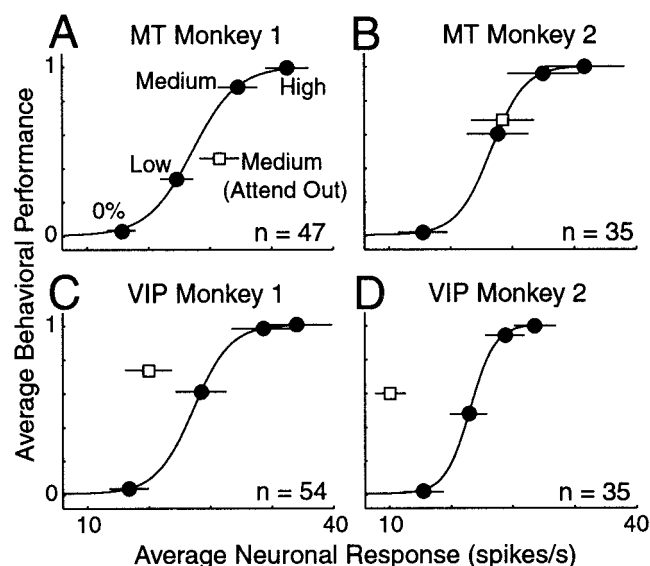 A MT Monkey 1
B MT Monkey 2
1
Medium
High
Low
Medium
(Attend Out)
0%
0
n = 47
n = 35
C VIP Monkey 1
D VIP Monkey 2
1
0
n = 54
n = 35
10
40
10
40
Average Behavioral Performance
Average Neuronal Response (spikes/s)